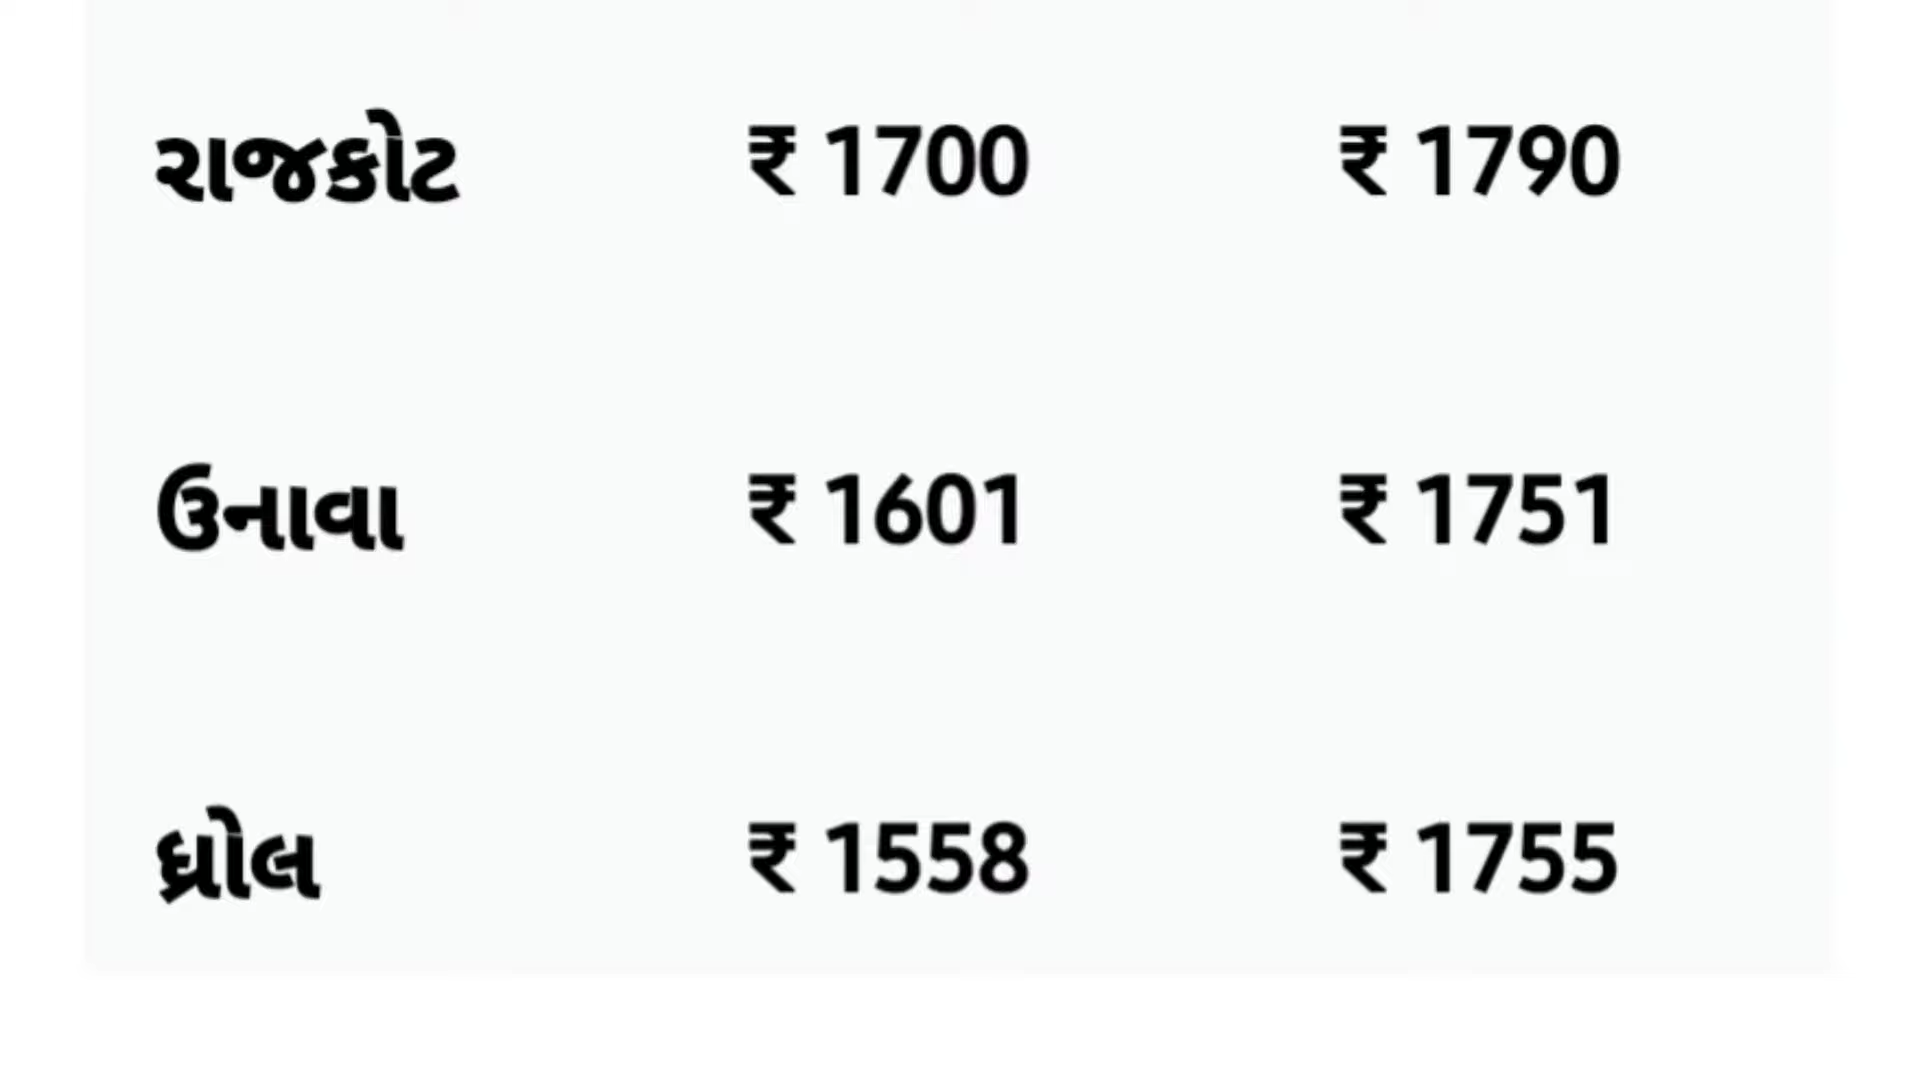 રાજકોટ ₹ 1700 ₹ 1790
ઉનાવા ₹ 1601 ₹ 1751
ધ્રોલ ₹ 1558 ₹ 1755